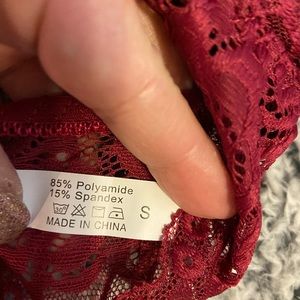 85% Polyamide
15% Spandex
S
MADE IN CHINA